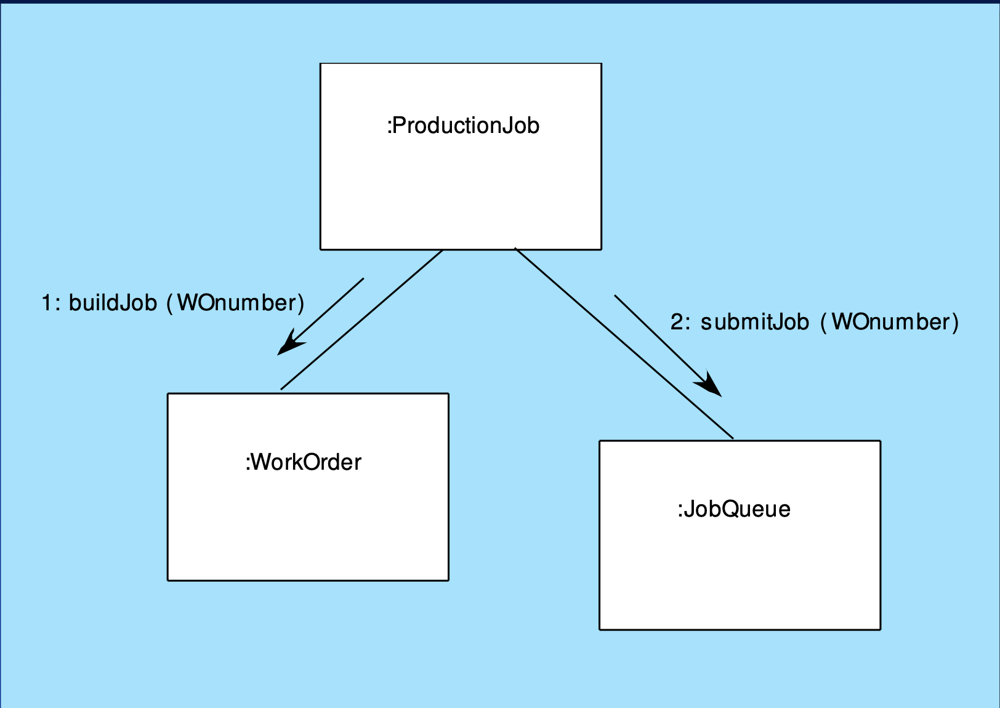 :ProductionJob
1: buildJob (WOnumber)
2: submitJob (WOnumber)
:WorkOrder
:JobQueue